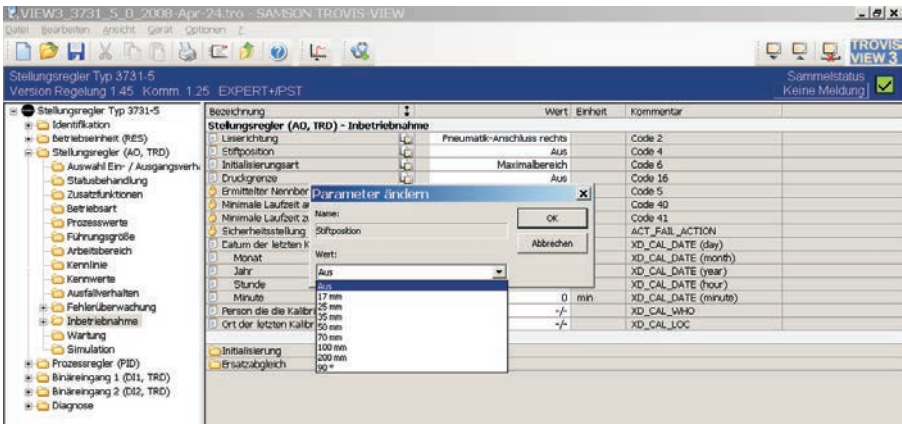 VIEW3_3731_5_0_2008-Apr-24.tro - SAMSON TROVIS-VIEW
Datei Bearbeiten Ansicht Gerät Optionen ?
TROVIS
VIEW 3
Stellungsregler Typ 3731-5
Version Regelung 1.45 Komm. 1.25 EXPERT+/PST
Sammelstatus
Keine Meldung
Stellungsregler Typ 3731-5
Identifikation
Betriebseinheit (RES)
Stellungsregler (AO, TRD)
Auswahl Ein- / Ausgangsverh
Statusbehandlung
Zusatzfunktionen
Betriebsart
Prozesswerte
Führungsgröße
Arbeitsbereich
Kennlinie
Kennwerte
Ausfallverhalten
Fehlerüberwachung
Inbetriebnahme
Wartung
Simulation
Prozessregler (PID)
Binäreingang 1 (DI1, TRD)
Binäreingang 2 (DI2, TRD)
Diagnose
Bezeichnung Wert Einheit Kommentar
Stellungsregler (AO, TRD) - Inbetriebnahme
Leserichtung Pneumatik-Anschluss rechts Code 2
Stiftposition Aus Code 4
Initialisierungsart Maximalbereich Code 6
Druckgrenze Aus Code 16
Ermittelter Nennber Code 5
Minimale Laufzeit a Code 40
Minimale Laufzeit z Code 41
Sicherheitsstellung ACT_FAIL_ACTION
Datum der letzten K XD_CAL_DATE (day)
Monat XD_CAL_DATE (month)
Jahr XD_CAL_DATE (year)
Stunde XD_CAL_DATE (hour)
Minute 0 min XD_CAL_DATE (minute)
Person die die Kalibr -/- XD_CAL_WHO
Ort der letzten Kalibr -/- XD_CAL_LOC
Initialisierung
Ersatzabgleich
Parameter ändern
Name:
Stiftposition
Wert:
Aus
OK
Abbrechen
Aus
17 mm
25 mm
35 mm
50 mm
70 mm
100 mm
200 mm
90 °